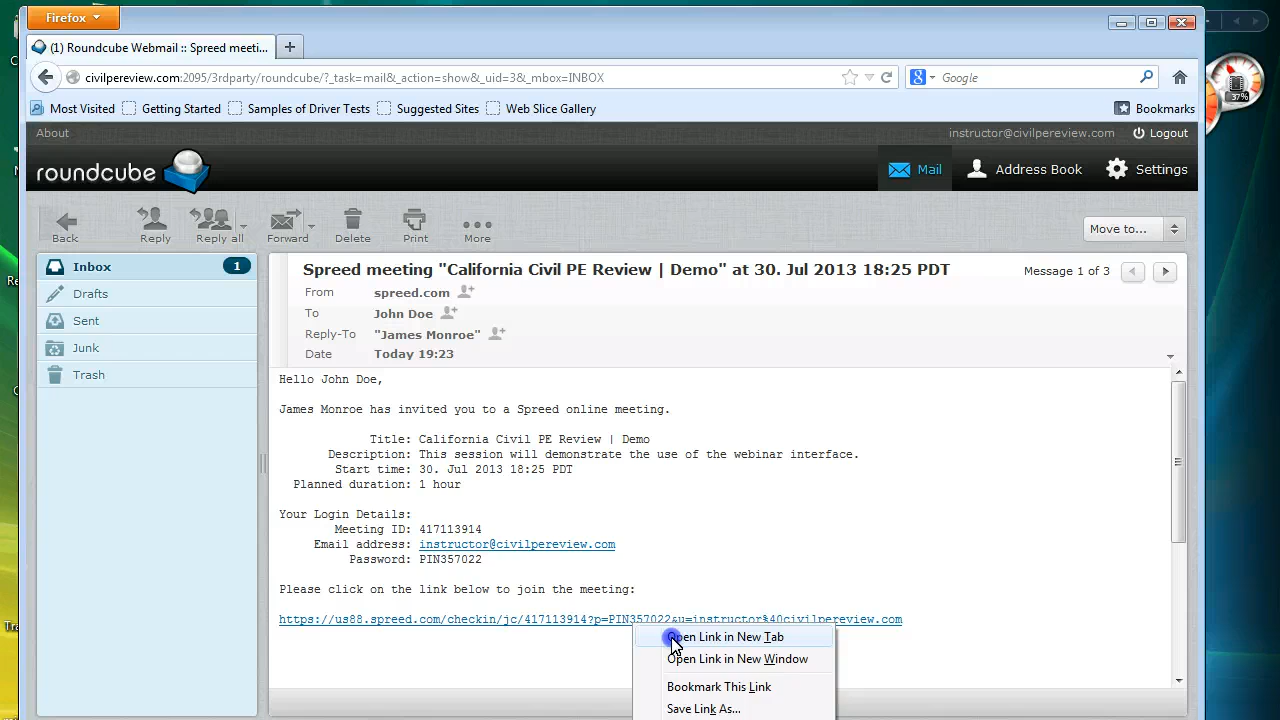 Firefox
(1) Roundcube Webmail :: Spreed meeti...
civilpereview.com:2095/3rdparty/roundcube/?_task=mail&_action=show&_uid=3&_mbox=INBOX
Google
Most Visited Getting Started Samples of Driver Tests Suggested Sites Web Slice Gallery Bookmarks
37%
About instructor@civilpereview.com Logout
roundcube Mail Address Book Settings
Back Reply Reply all Forward Delete Print More Move to...
Inbox 1
Drafts
Sent
Junk
Trash
Spreed meeting "California Civil PE Review | Demo" at 30. Jul 2013 18:25 PDT Message 1 of 3
From spreed.com
To John Doe
Reply-To "James Monroe"
Date Today 19:23
Hello John Doe,
James Monroe has invited you to a Spreed online meeting.
Title: California Civil PE Review | Demo
Description: This session will demonstrate the use of the webinar interface.
Start time: 30. Jul 2013 18:25 PDT
Planned duration: 1 hour
Your Login Details:
Meeting ID: 417113914
Email address: instructor@civilpereview.com
Password: PIN357022
Please click on the link below to join the meeting:
https://us88.spreed.com/checkin/jc/417113914?p=PIN357022&u=instructor%40civilpereview.com
Open Link in New Tab
Open Link in New Window
Bookmark This Link
Save Link As...